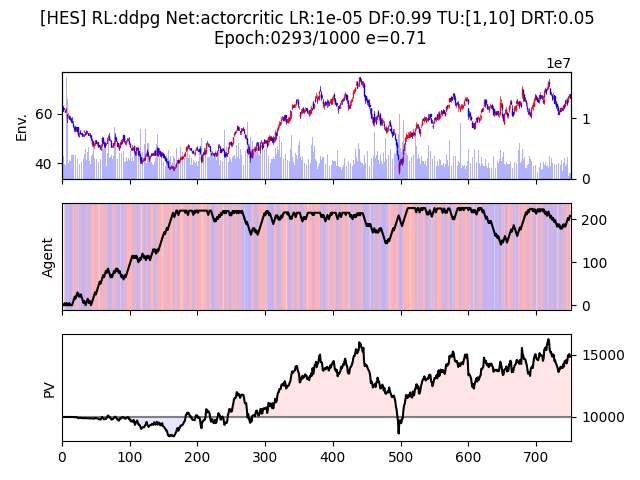 [HES] RL:ddpg Net:actorcritic LR:1e-05 DF:0.99 TU:[1,10] DRT:0.05
Epoch:0293/1000 e=0.71
1e7
Env.
60
40
1
0
Agent
200
100
0
PV
15000
10000
0 100 200 300 400 500 600 700